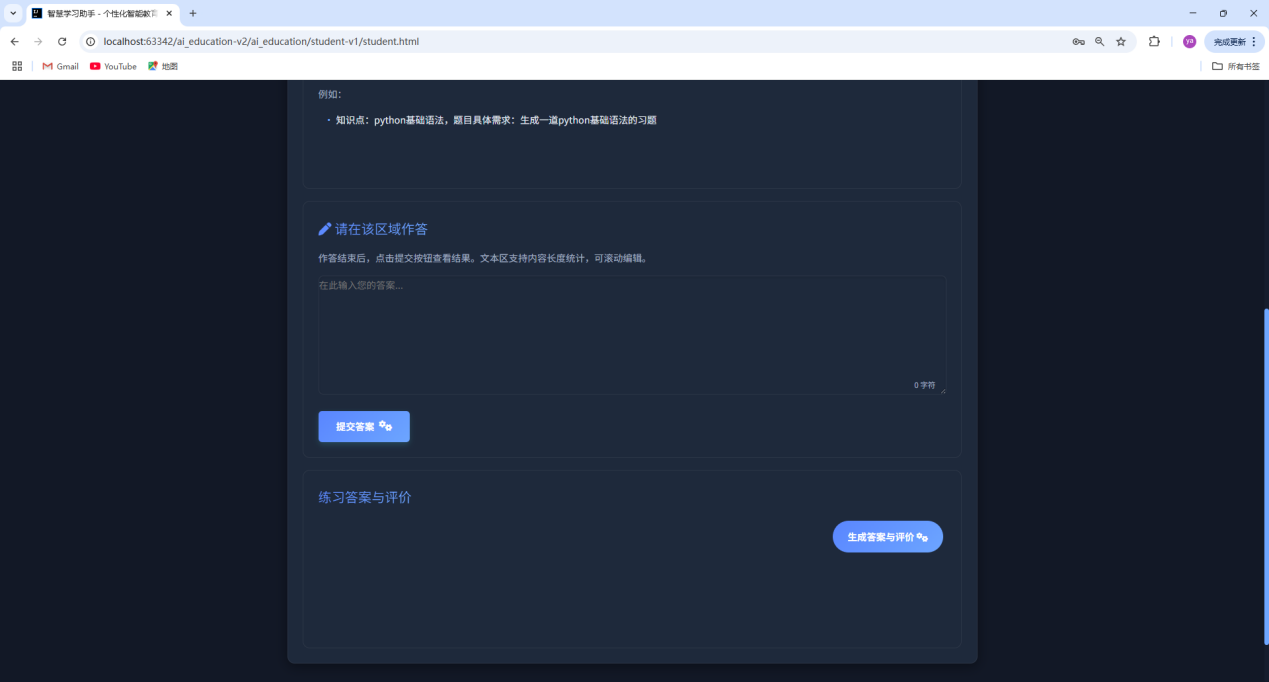 智慧学习助手 - 个性化智能教育
localhost:63342/ai_education-v2/ai_education/student-v1/student.html
ya
完成更新
Gmail
YouTube
地图
所有书签
例如：
· 知识点：python基础语法，题目具体需求：生成一道python基础语法的习题
请在该区域作答
作答结束后，点击提交按钮查看结果。文本区支持内容长度统计，可滚动编辑。
在此输入您的答案...
0 字符
提交答案
练习答案与评价
生成答案与评价